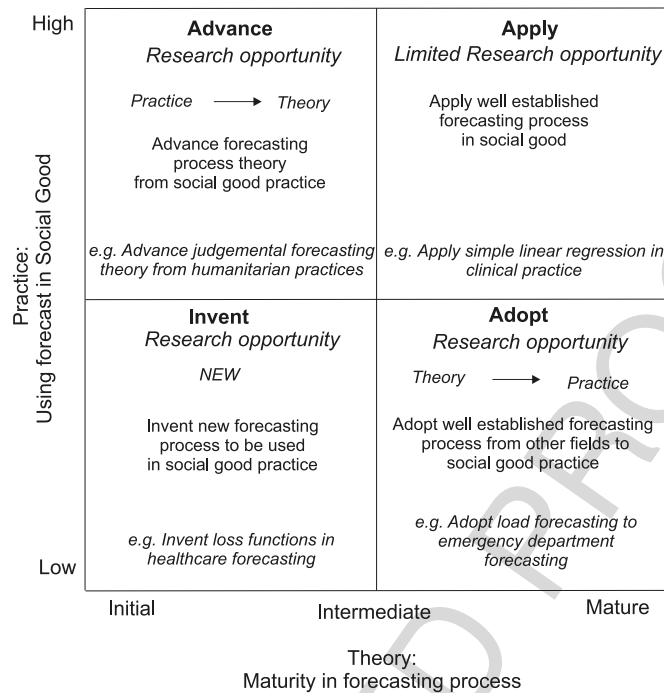 High
Advance
Research opportunity
Practice → Theory
Advance forecasting
process theory
from social good practice
e.g. Advance judgemental forecasting
theory from humanitarian practices
Apply
Limited Research opportunity
Apply well established
forecasting process
in social good
e.g. Apply simple linear regression in
clinical practice
Practice:
Using forecast in Social Good
Invent
Research opportunity
NEW
Invent new forecasting
process to be used
in social good practice
e.g. Invent loss functions in
healthcare forecasting
Adopt
Research opportunity
Theory → Practice
Adopt well established forecasting
process from other fields to
social good practice
e.g. Adopt load forecasting to
emergency department
forecasting
Low
Initial Intermediate Mature
Theory:
Maturity in forecasting process